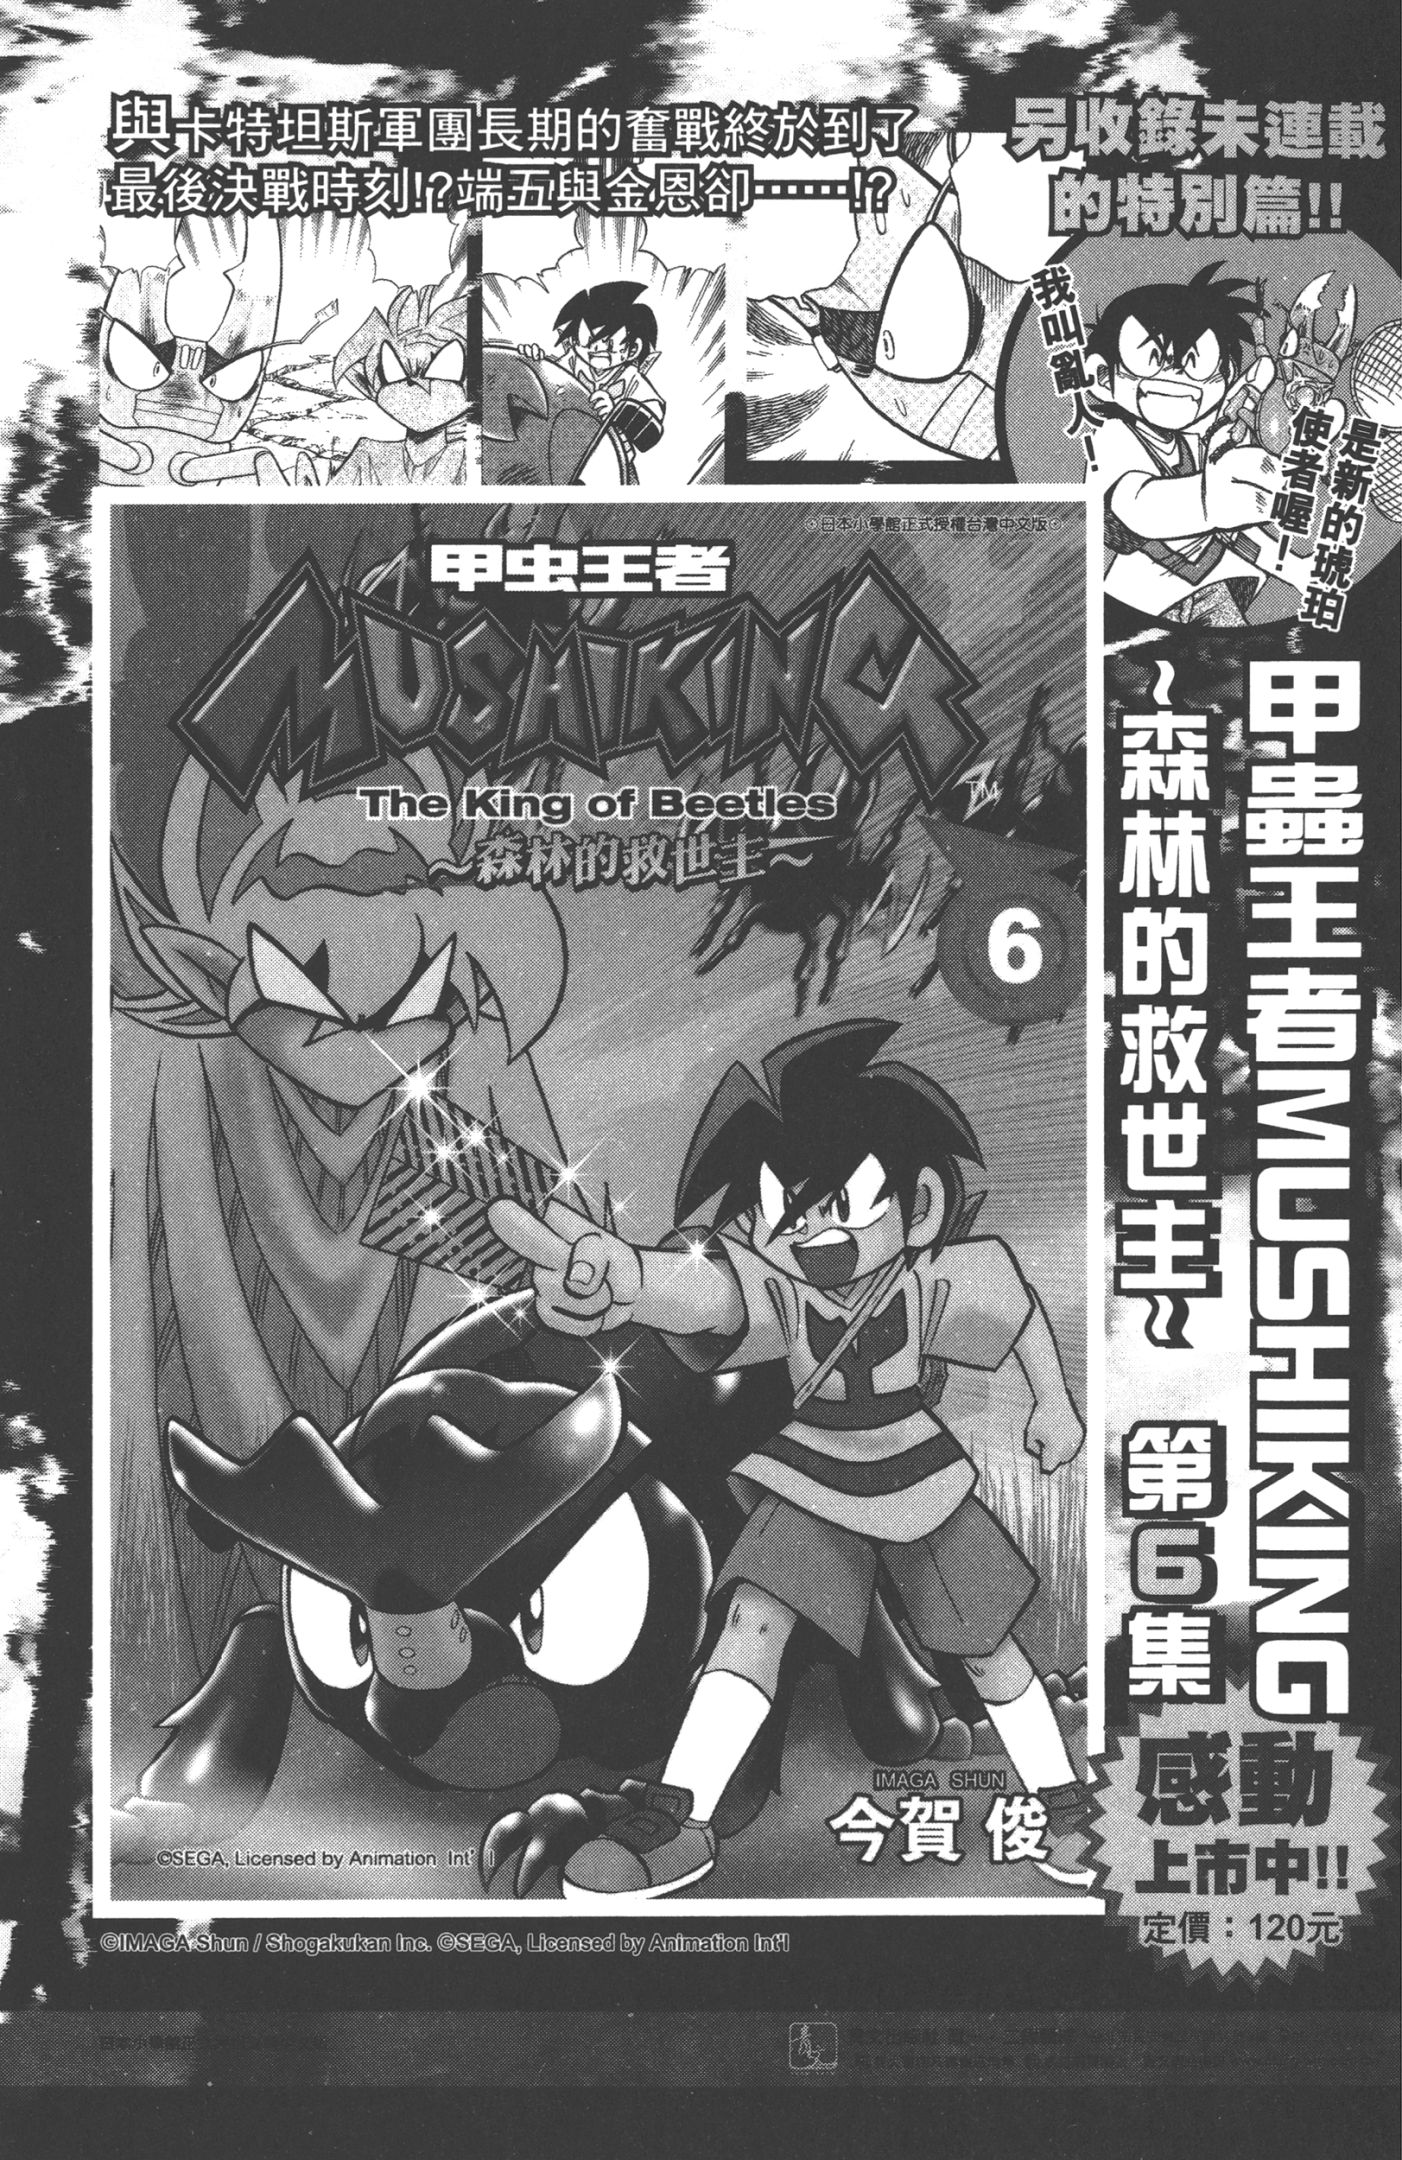 與卡特坦斯軍團長期的奮戰終於到了
最後決戰時刻!?端五與金恩卻……!?
另收錄未連載
的特別篇!!
我叫亂人！
是新的琥珀
使者喔！
日本小學館正式授權台灣中文版
甲虫王者
MUSHIKING
TM
The King of Beetles
～森林的救世主～
6
IMAGA SHUN
今賀 俊
©SEGA, Licensed by Animation Int'l
甲蟲王者MUSHIKING
～森林的救世主～ 第6集
感動
上市中!!
定價：120元
©IMAGA Shun / Shogakukan Inc. ©SEGA, Licensed by Animation Int'l